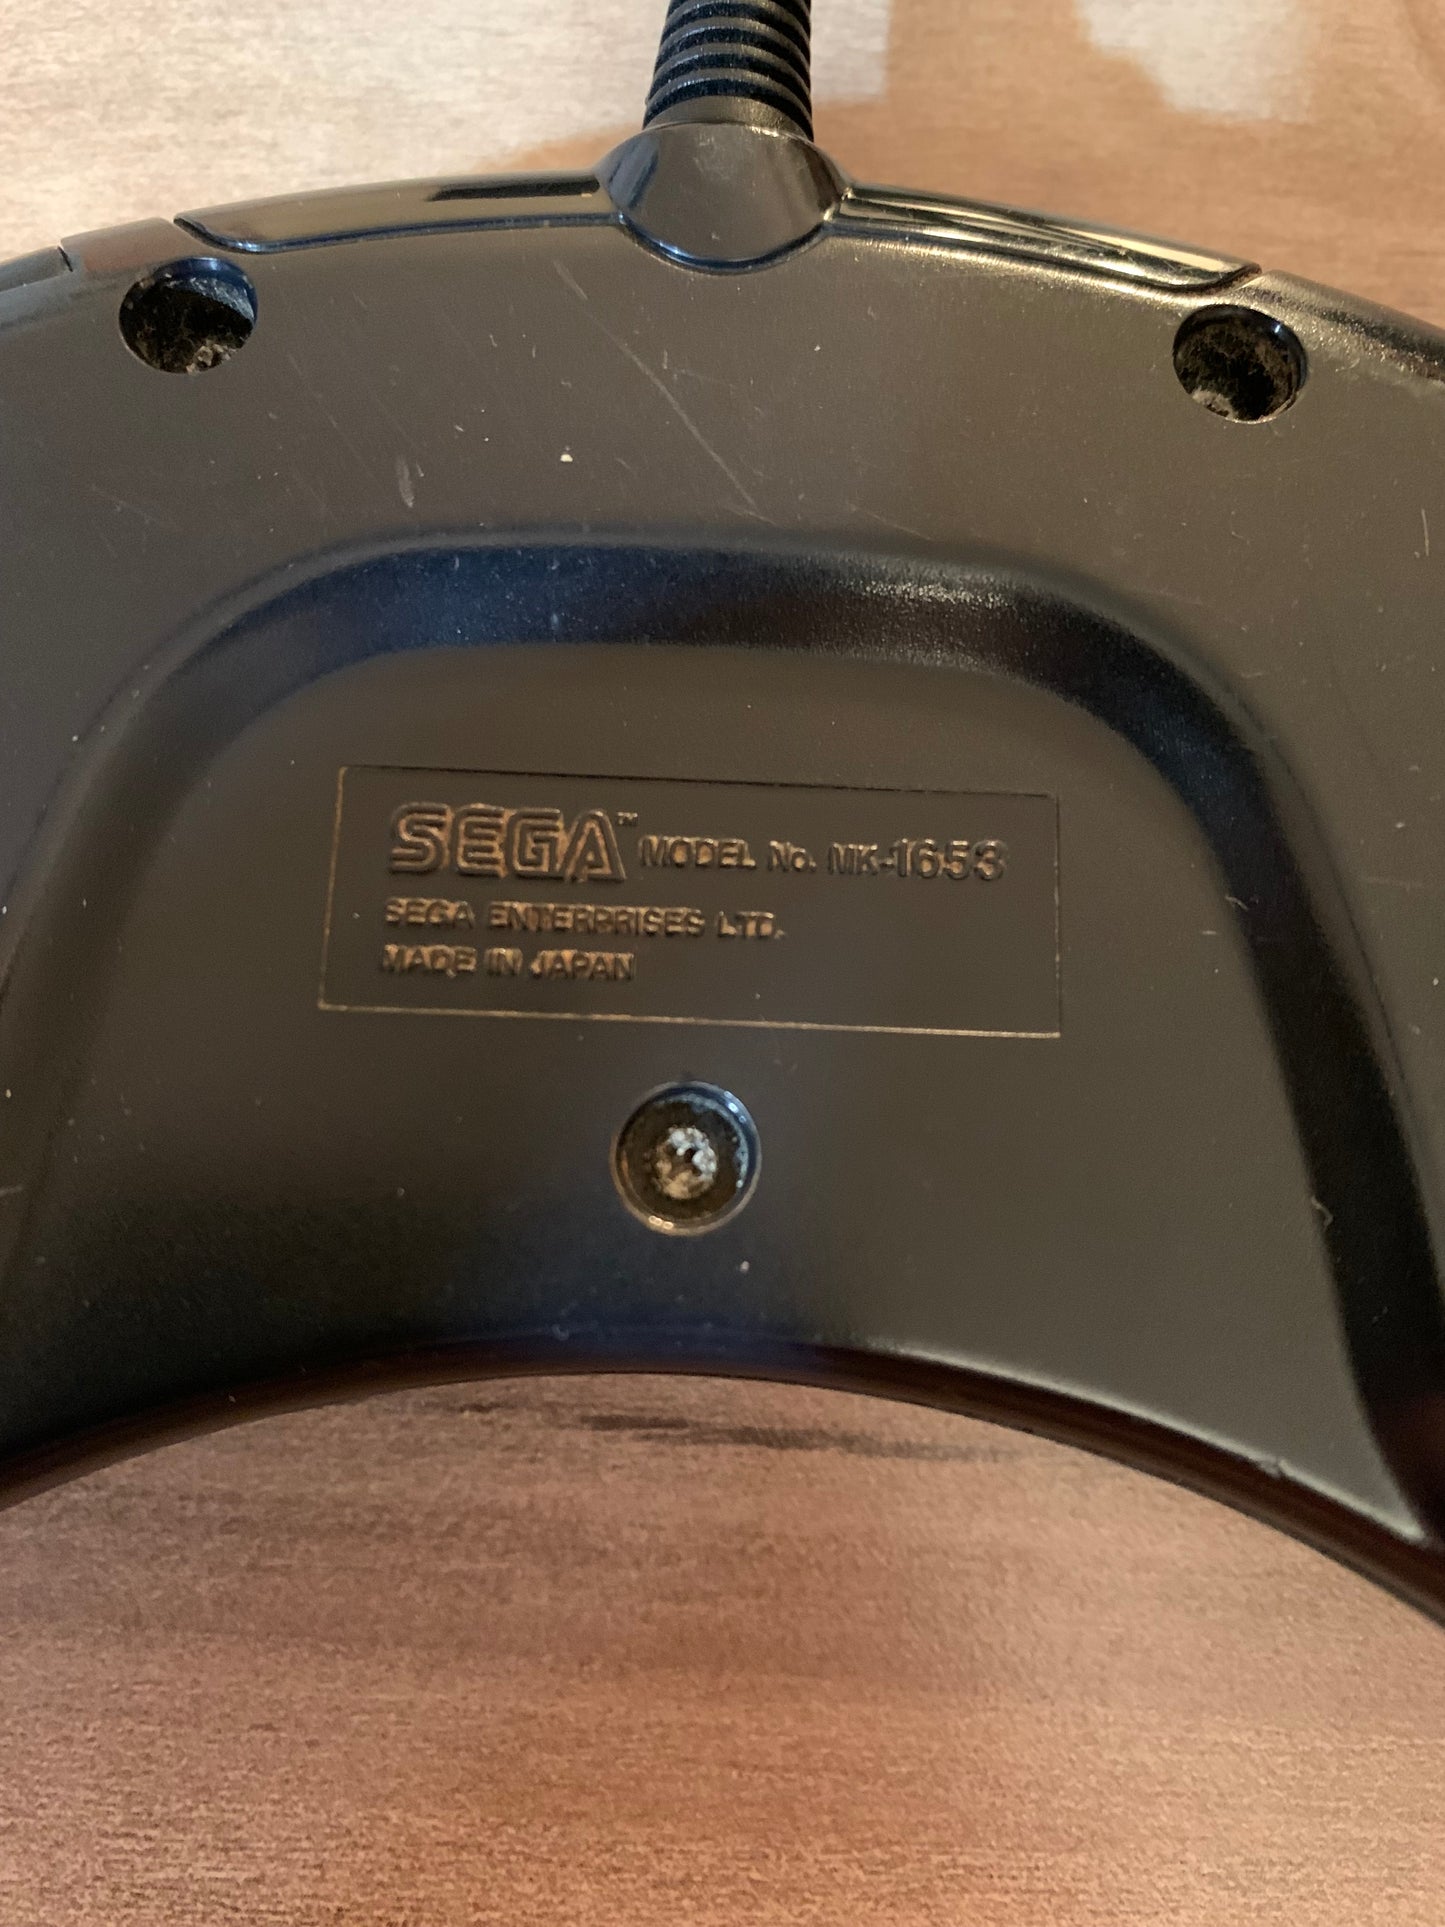 SEGA™ MODEL No. MK-1653
SEGA ENTERPRISES LTD.
MADE IN JAPAN